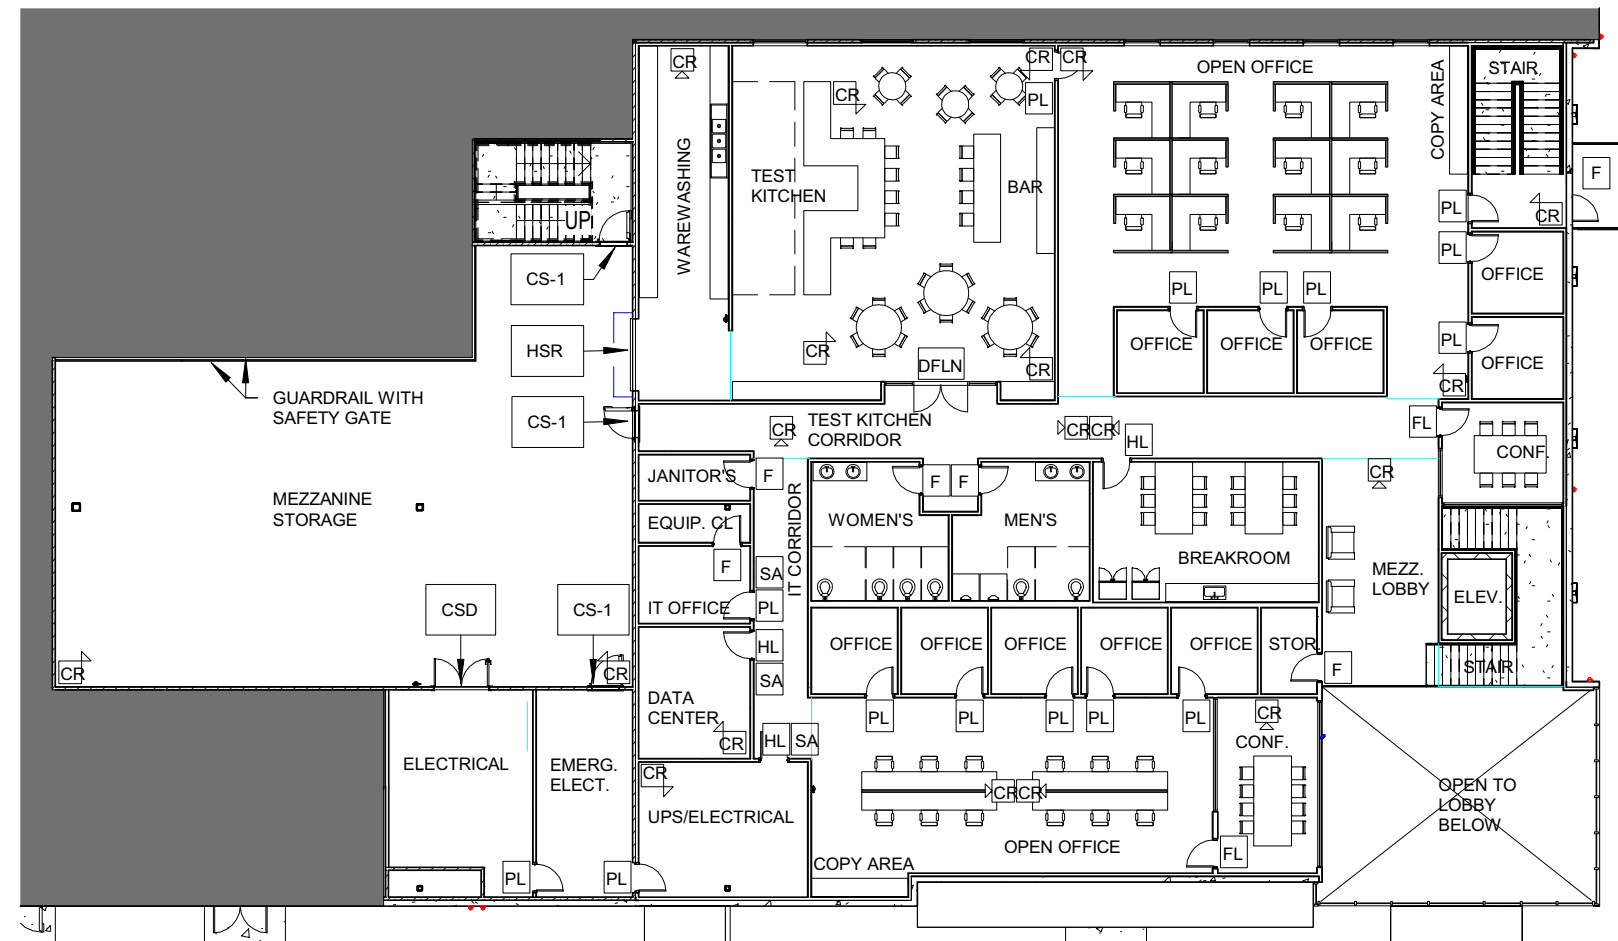 CR
CR
CR
OPEN OFFICE
COPY AREA
STAIR
CR
PL
WAREWASHING
TEST
KITCHEN
BAR
F
PL
CR
UP
PL
OFFICE
CS-1
PL
PL
PL
HSR
CR
DFLN
CR
OFFICE
OFFICE
OFFICE
PL
OFFICE
CR
GUARDRAIL WITH
SAFETY GATE
CS-1
CR
TEST KITCHEN
CORRIDOR
CR
CR
HL
FL
CONF.
JANITOR'S
F
F
F
CR
MEZZANINE
STORAGE
EQUIP. CL
IT CORRIDOR
WOMEN'S
MEN'S
BREAKROOM
F
SA
MEZZ.
LOBBY
ELEV.
CSD
CS-1
IT OFFICE
PL
HL
OFFICE
OFFICE
OFFICE
OFFICE
OFFICE
STOR
F
STAIR
CR
CR
SA
DATA
CENTER
CR
PL
PL
PL
PL
PL
CR
HL
SA
CONF.
ELECTRICAL
EMERG.
ELECT.
CR
CR
CR
OPEN TO
LOBBY
BELOW
UPS/ELECTRICAL
OPEN OFFICE
FL
COPY AREA
PL
PL